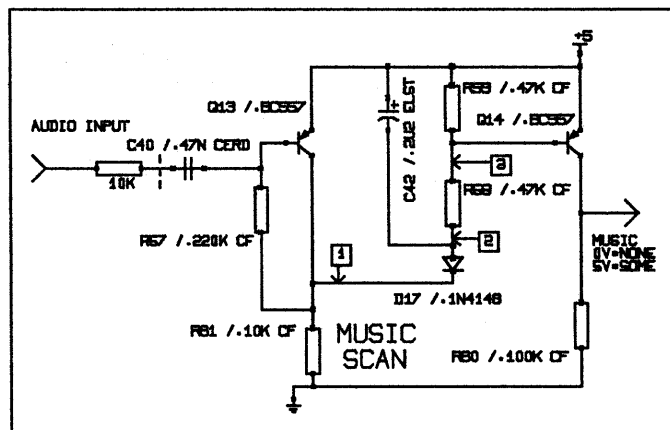 +5
R59 /.47K CF
Q13 /.BC557
Q14 /.BC557
AUDIO INPUT
C40 /.47N CERD
C42 /.2U2 ELST
10K
3
R58 /.47K CF
R57 /.220K CF
2
1
MUSIC
0V=NONE
5V=SOME
D17 /.1N4148
R81 /.10K CF
MUSIC
SCAN
R80 /.100K CF